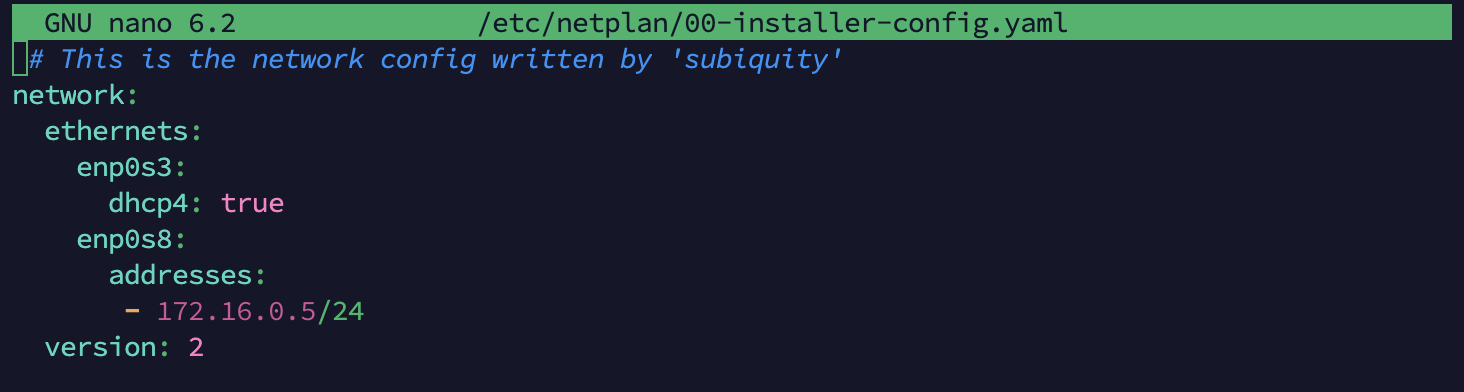 GNU nano 6.2 /etc/netplan/00-installer-config.yaml
# This is the network config written by 'subiquity'
network:
  ethernets:
    enp0s3:
      dhcp4: true
    enp0s8:
      addresses:
       - 172.16.0.5/24
  version: 2